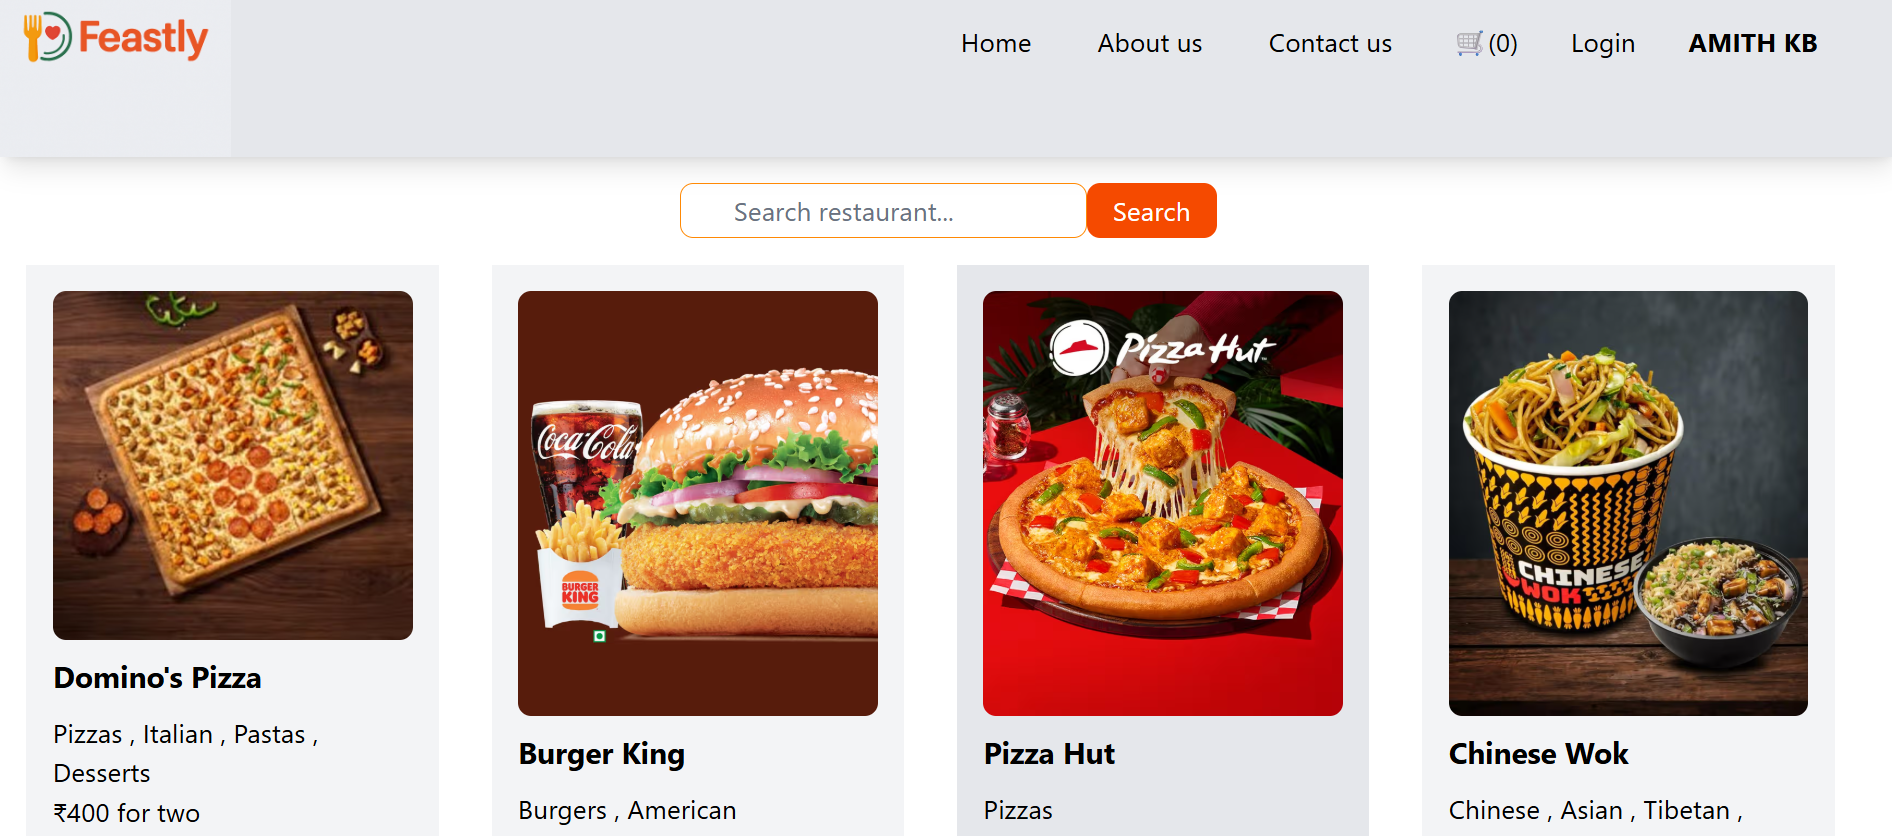 Feastly
Home
About us
Contact us
(0)
Login
AMITH KB
Search restaurant...
Search
Coca-Cola
BURGER
KING
Pizza Hut
CHINESE
WOK
Domino's Pizza
Pizzas , Italian , Pastas ,
Desserts
₹400 for two
Burger King
Burgers , American
Pizza Hut
Pizzas
Chinese Wok
Chinese , Asian , Tibetan ,